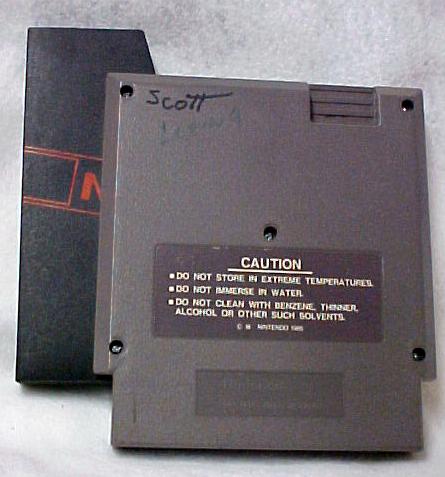 SCOTT
N
CAUTION
• DO NOT STORE IN EXTREME TEMPERATURES.
• DO NOT IMMERSE IN WATER.
• DO NOT CLEAN WITH BENZENE, THINNER,
ALCOHOL OR OTHER SUCH SOLVENTS.
© NINTENDO 1985